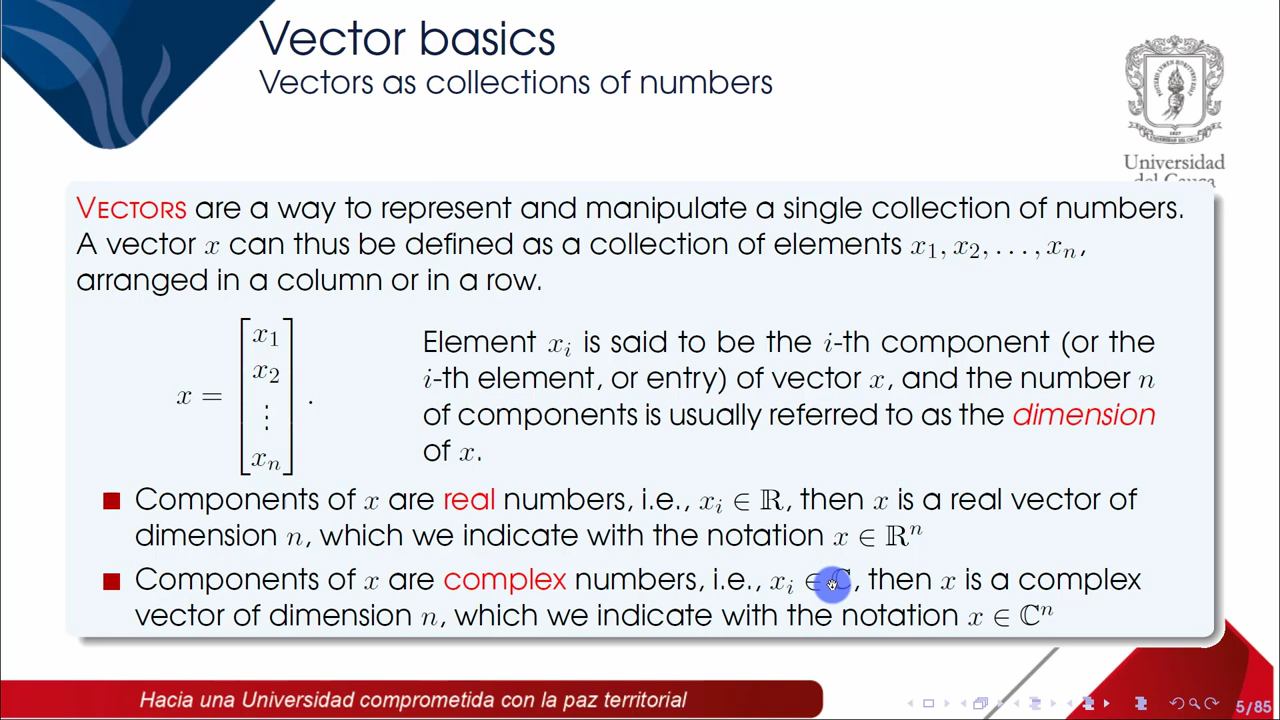 Vector basics
Vectors as collections of numbers
Universidad
del Cauca
VECTORS are a way to represent and manipulate a single collection of numbers.
A vector x can thus be defined as a collection of elements x₁, x₂, …, xₙ,
arranged in a column or in a row.
x = [x₁ x₂ ⋮ xₙ] .
Element xᵢ is said to be the i-th component (or the
i-th element, or entry) of vector x, and the number n
of components is usually referred to as the dimension
of x.
Components of x are real numbers, i.e., xᵢ ∈ ℝ, then x is a real vector of
dimension n, which we indicate with the notation x ∈ ℝⁿ
Components of x are complex numbers, i.e., xᵢ ∈ ℂ, then x is a complex
vector of dimension n, which we indicate with the notation x ∈ ℂⁿ
Hacia una Universidad comprometida con la paz territorial
5/85